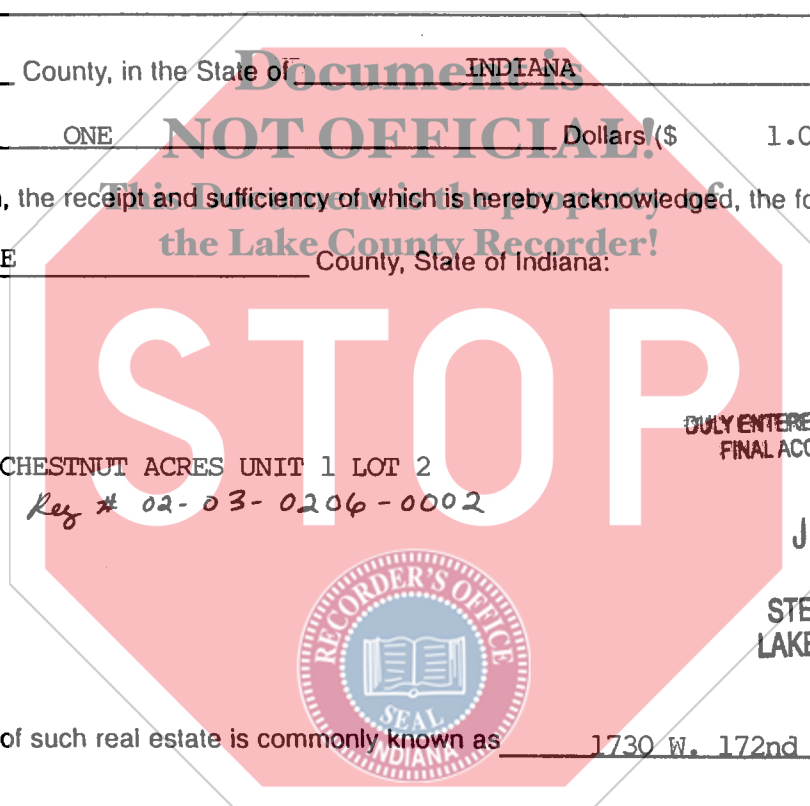 County, in the State of INDIANA
Document is
ONE Dollars ($ 1.0
NOT OFFICIAL!
, the receipt and sufficiency of which is hereby acknowledged, the fo
This Document is the property of
the Lake County Recorder!
E County, State of Indiana:
STOP
DULY ENTERE
FINAL ACC
CHESTNUT ACRES UNIT 1 LOT 2
Reg # 02-03-0206-0002
J
STE
LAKE
RECORDER'S OFFICE
SEAL
INDIANA
of such real estate is commonly known as 1730 W. 172nd